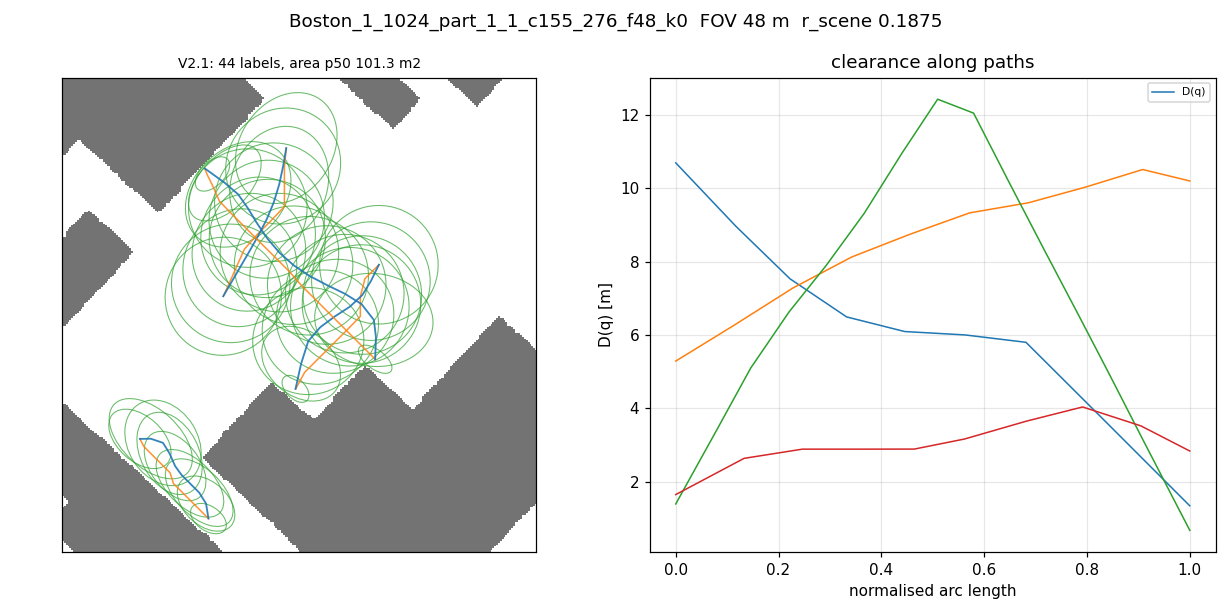 Boston_1_1024_part_1_1_c155_276_f48_k0 FOV 48 m r_scene 0.1875
V2.1: 44 labels, area p50 101.3 m2
clearance along paths
D(q)
12
10
8
6
4
2
D(q) [m]
0.0 0.2 0.4 0.6 0.8 1.0
normalised arc length